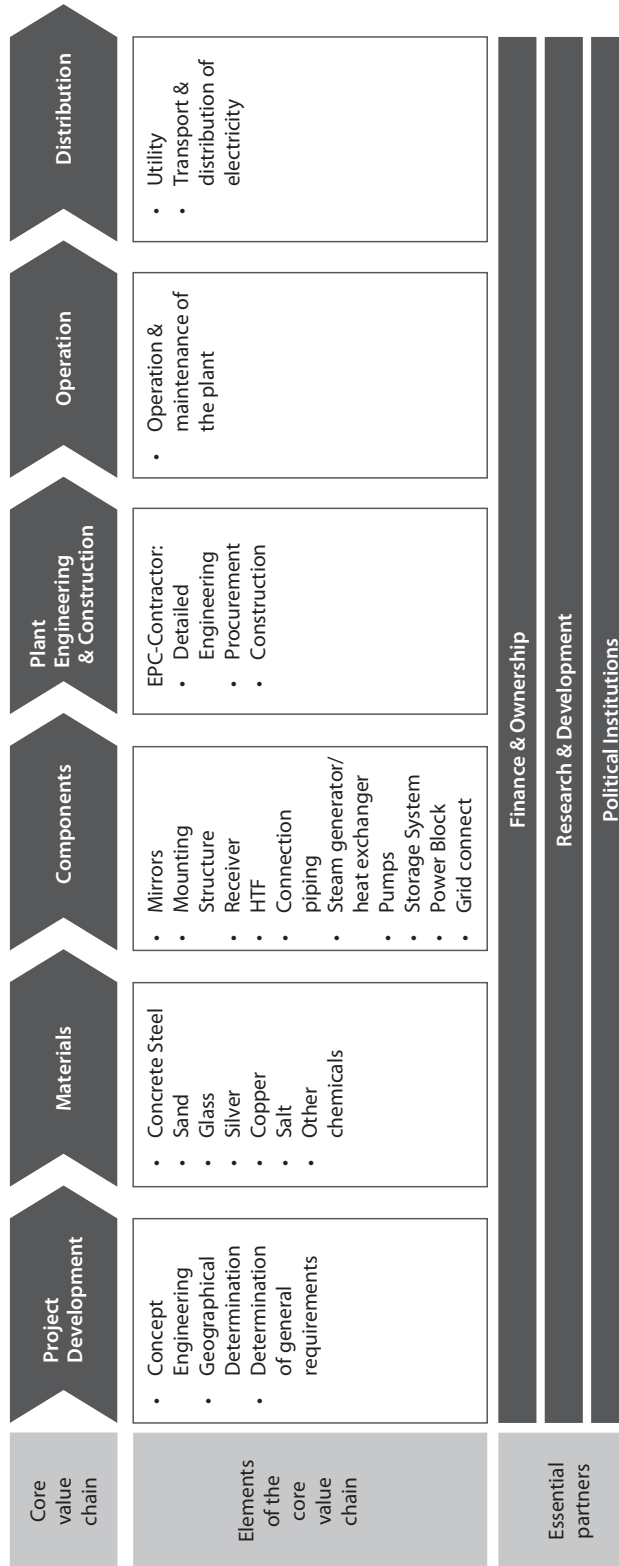 Core
value
chain
Project
Development
Materials
Components
Plant
Engineering
& Construction
Operation
Distribution
Elements
of the
core
value
chain
• Concept
Engineering
• Geographical
Determination
• Determination
of general
requirements
• Concrete Steel
• Sand
• Glass
• Silver
• Copper
• Salt
• Other
chemicals
• Mirrors
• Mounting
Structure
• Receiver
• HTF
• Connection
piping
• Steam generator/
heat exchanger
• Pumps
• Storage System
• Power Block
• Grid connect
EPC-Contractor:
• Detailed
Engineering
• Procurement
• Construction
• Operation &
maintenance of
the plant
• Utility
• Transport &
distribution of
electricity
Essential
partners
Finance & Ownership
Research & Development
Political Institutions